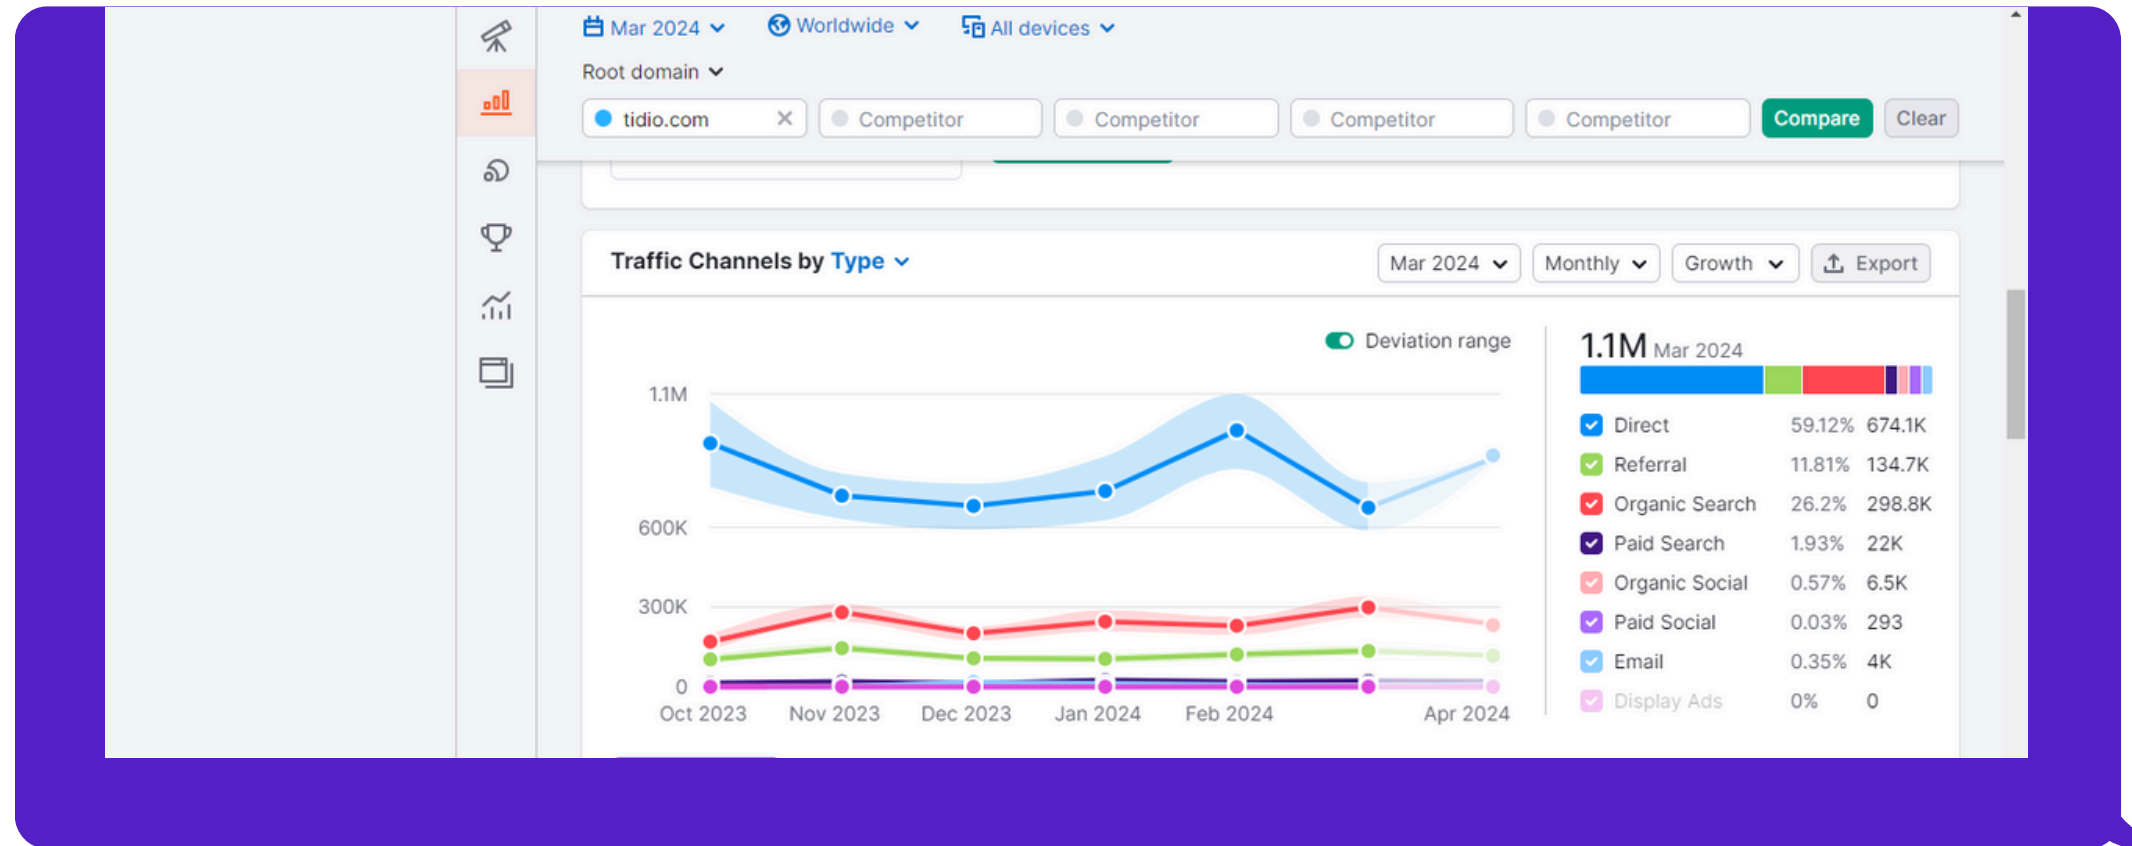 Mar 2024 Worldwide All devices
Root domain
tidio.com Competitor Competitor Competitor Competitor Compare Clear
Traffic Channels by Type Mar 2024 Monthly Growth Export
Deviation range
1.1M Mar 2024
1.1M
600K
300K
0
Oct 2023 Nov 2023 Dec 2023 Jan 2024 Feb 2024 Apr 2024
Direct 59.12% 674.1K
Referral 11.81% 134.7K
Organic Search 26.2% 298.8K
Paid Search 1.93% 22K
Organic Social 0.57% 6.5K
Paid Social 0.03% 293
Email 0.35% 4K
Display Ads 0% 0